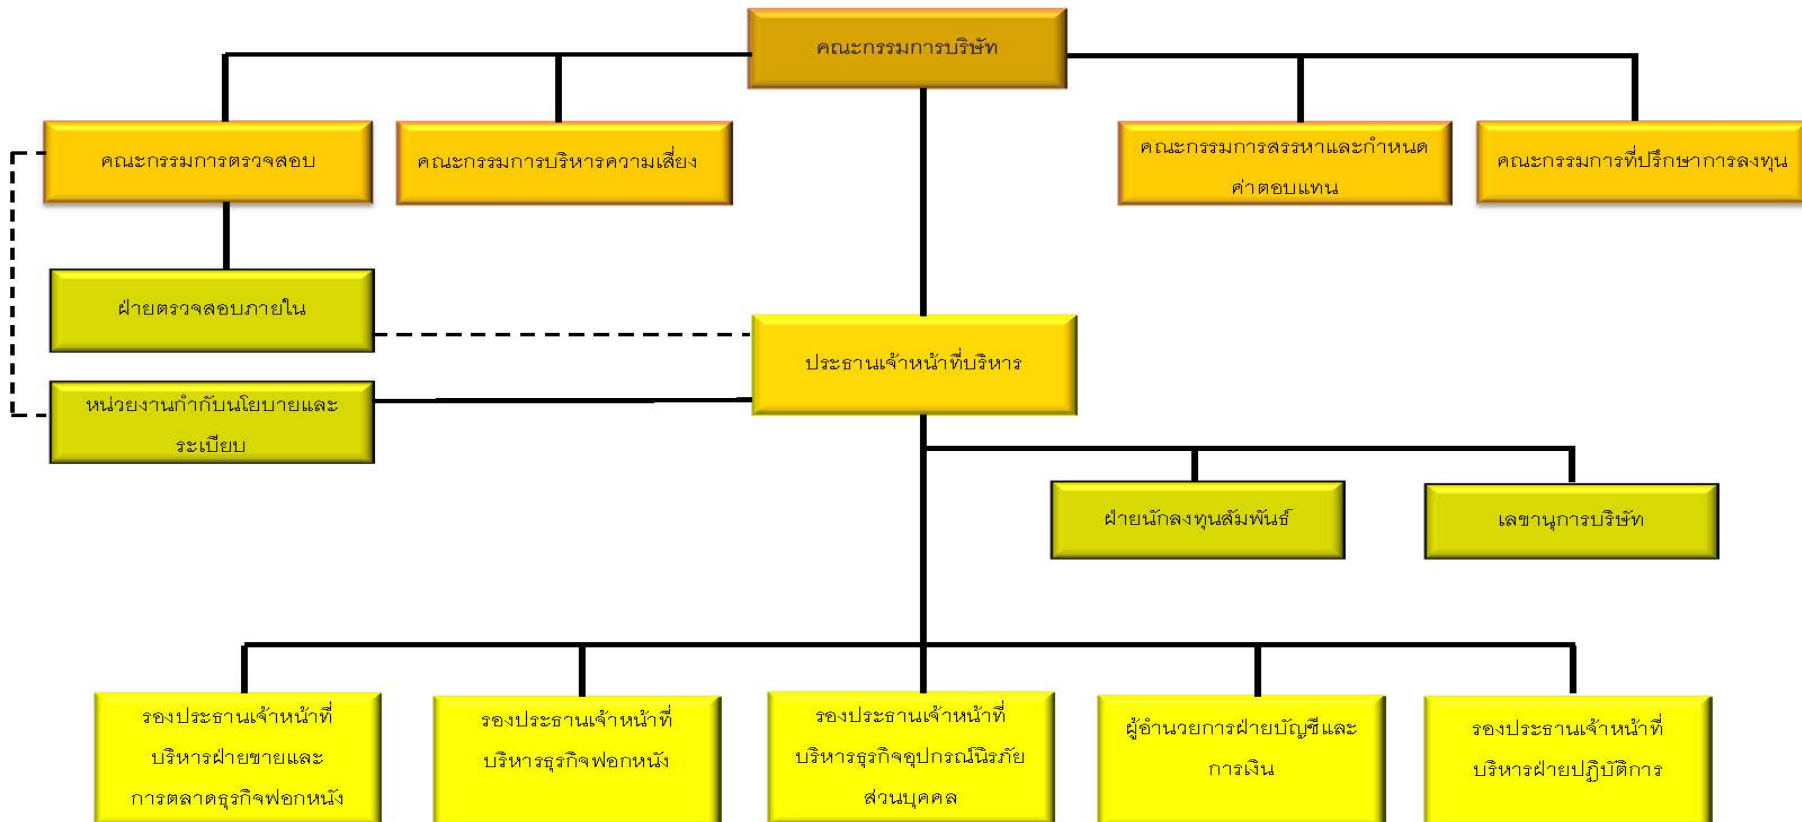 คณะกรรมการบริษัท
คณะกรรมการตรวจสอบ
คณะกรรมการบริหารความเสี่ยง
คณะกรรมการสรรหาและกำหนด
ค่าตอบแทน
คณะกรรมการที่ปรึกษาการลงทุน
ฝ่ายตรวจสอบภายใน
ประธานเจ้าหน้าที่บริหาร
หน่วยงานกำกับนโยบายและ
ระเบียบ
ฝ่ายนักลงทุนสัมพันธ์
เลขานุการบริษัท
รองประธานเจ้าหน้าที่
บริหารฝ่ายขายและ
การตลาดธุรกิจฟอกหนัง
รองประธานเจ้าหน้าที่
บริหารธุรกิจฟอกหนัง
รองประธานเจ้าหน้าที่
บริหารธุรกิจอุปกรณ์นิรภัย
ส่วนบุคคล
ผู้อำนวยการฝ่ายบัญชีและ
การเงิน
รองประธานเจ้าหน้าที่
บริหารฝ่ายปฏิบัติการ